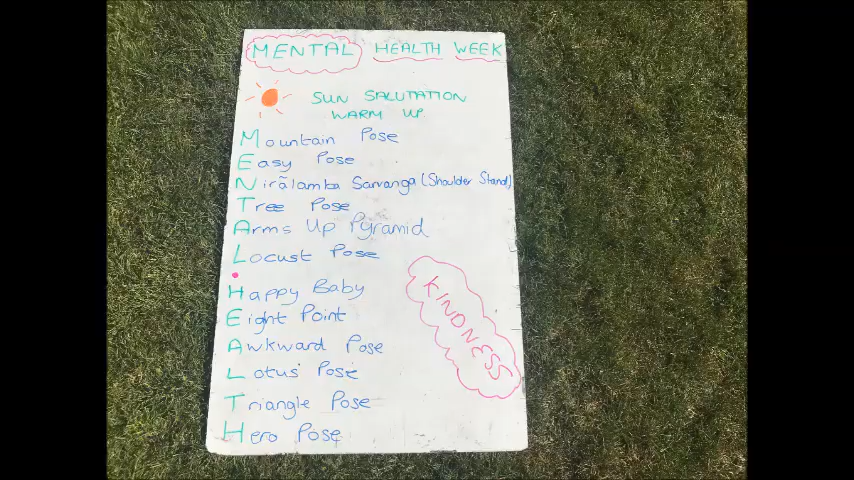 MENTAL HEALTH WEEK
SUN SALUTATION
WARM UP
Mountain Pose
Easy Pose
Nirālamba Sarvanga (Shoulder Stand)
Tree Pose
Arms Up Pyramid
Locust Pose
Happy Baby
Eight Point
Awkward Pose
Lotus Pose
Triangle Pose
Hero Pose
KINDNESS